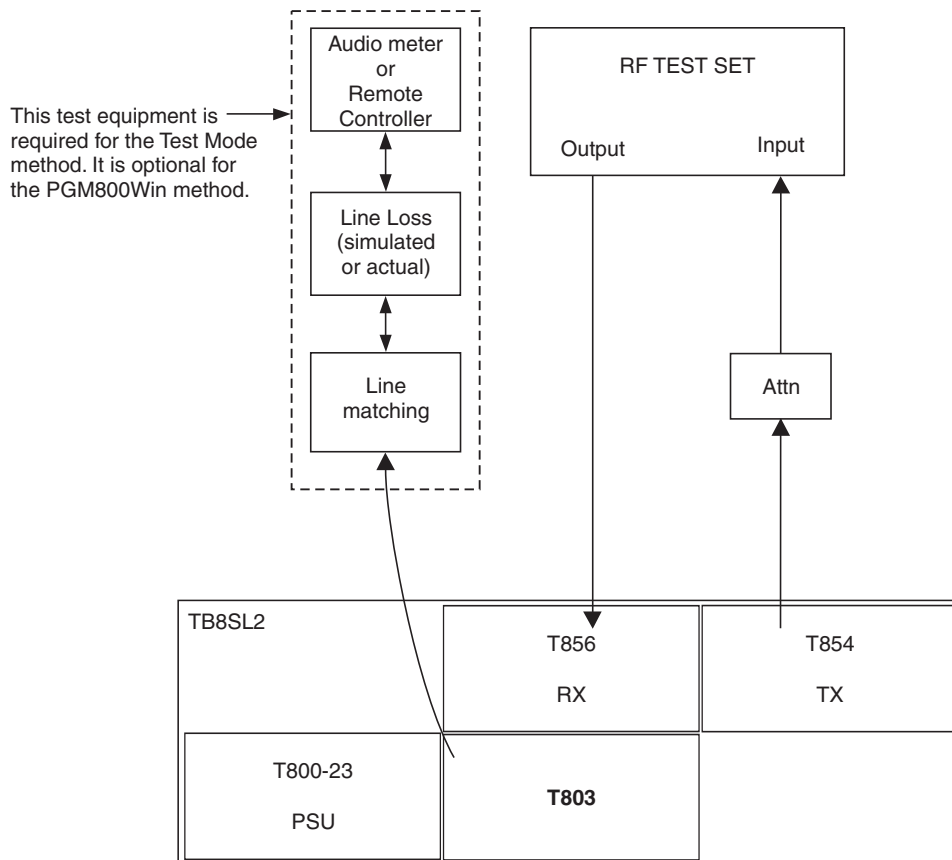 Audio meter
or
Remote
Controller
RF TEST SET
Output
Input
This test equipment is
required for the Test Mode
method. It is optional for
the PGM800Win method.
Line Loss
(simulated
or actual)
Line
matching
Attn
TB8SL2
T856
RX
T854
TX
T800-23
PSU
T803